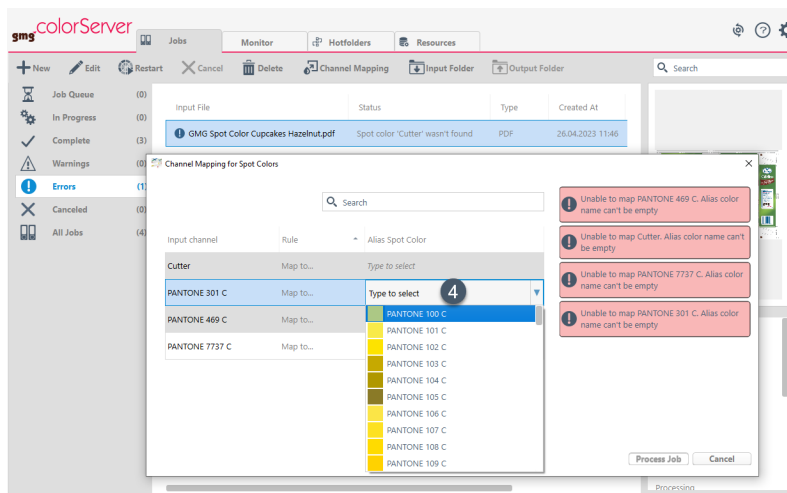 gmg colorServer
Jobs
Monitor
Hotfolders
Resources
New
Edit
Restart
Cancel
Delete
Channel Mapping
Input Folder
Output Folder
Search
Job Queue (0)
In Progress (0)
Complete (3)
Warnings (0)
Errors (1)
Canceled (0)
All Jobs (4)
Input File Status Type Created At
GMG Spot Color Cupcakes Hazelnut.pdf Spot color 'Cutter' wasn't found PDF 26.04.2023 11:46
Channel Mapping for Spot Colors
Search
Input channel Rule Alias Spot Color
Cutter Map to... Type to select
PANTONE 301 C Map to... Type to select 4
PANTONE 469 C Map to...
PANTONE 7737 C Map to...
PANTONE 100 C
PANTONE 101 C
PANTONE 102 C
PANTONE 103 C
PANTONE 104 C
PANTONE 105 C
PANTONE 106 C
PANTONE 107 C
PANTONE 108 C
PANTONE 109 C
Unable to map PANTONE 469 C. Alias color
name can't be empty
Unable to map Cutter. Alias color name can't
be empty
Unable to map PANTONE 7737 C. Alias color
name can't be empty
Unable to map PANTONE 301 C. Alias color
name can't be empty
Process Job
Cancel
Processing